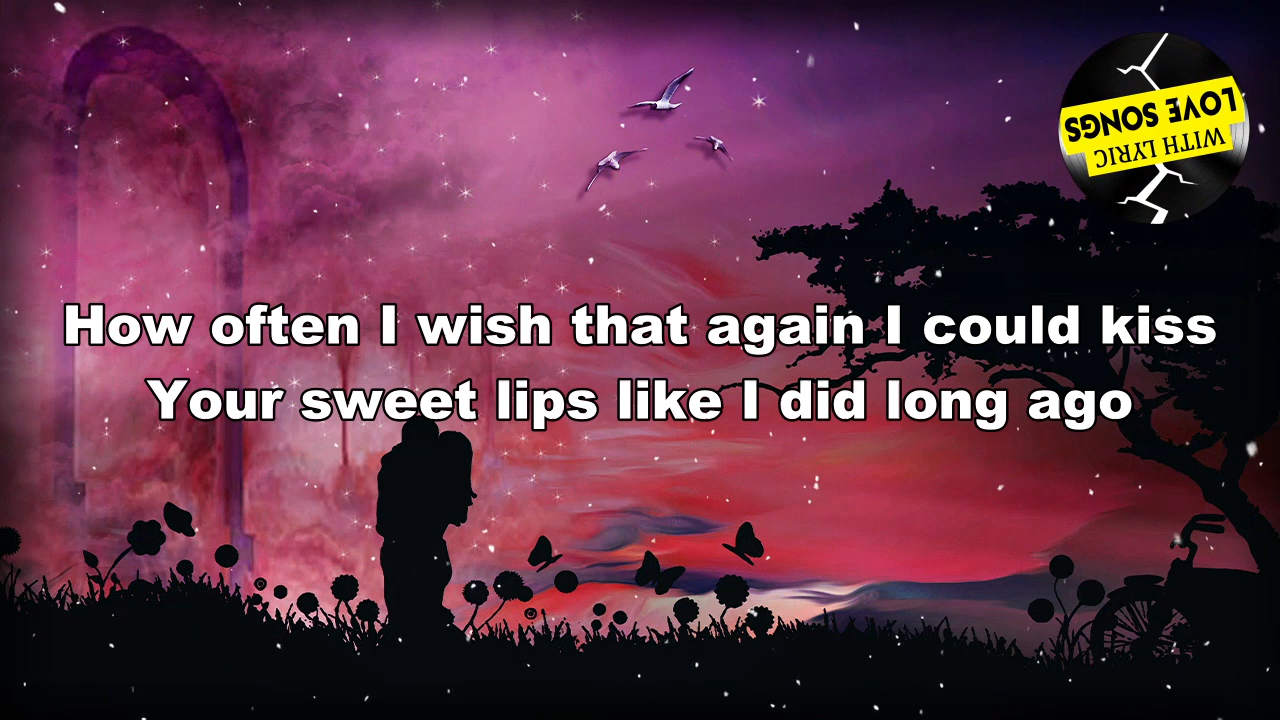 LOVE SONGS
WITH LYRIC
How often I wish that again I could kiss
Your sweet lips like I did long ago